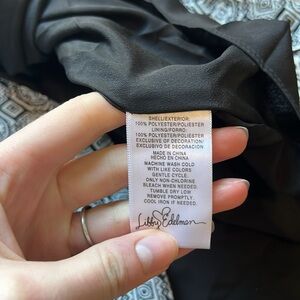 SHELL/EXTERIOR:
100% POLYESTER/POLIESTER
LINING/FORRO:
100% POLYESTER/POLIESTER
EXCLUSIVE OF DECORATION/
EXCLUSIVO DE DECORACION
MADE IN CHINA
HECHO EN CHINA
MACHINE WASH COLD
WITH LIKE COLORS
GENTLE CYCLE.
ONLY NON-CHLORINE
BLEACH WHEN NEEDED.
TUMBLE DRY LOW
REMOVE PROMPTLY.
COOL IRON IF NEEDED.
Libby Edelman